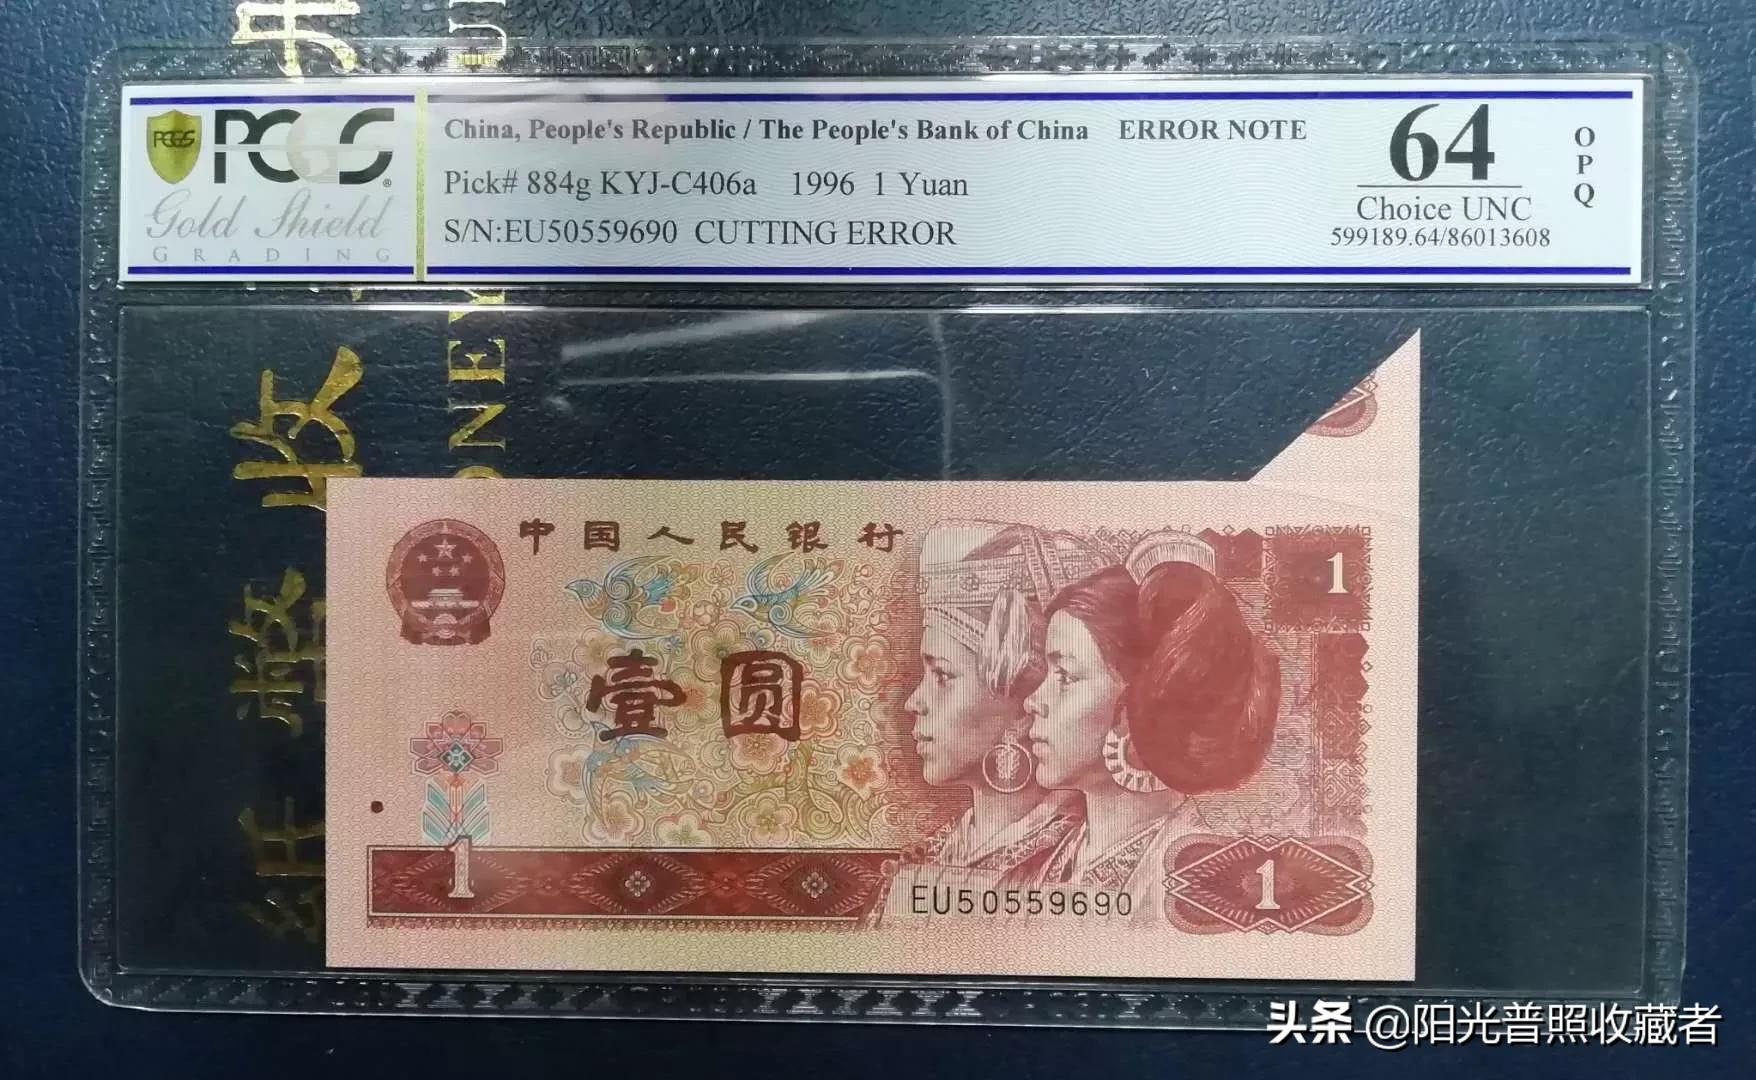 PCGS
PCGS
Gold Shield
GRADING
China, People's Republic / The People's Bank of China ERROR NOTE
Pick# 884g KYJ-C406a 1996 1 Yuan
S/N:EU50559690 CUTTING ERROR
64
Choice UNC
599189.64/86013608
OPQ
中国人民银行
1
壹圆
1
EU50559690
1
头条 @阳光普照收藏者